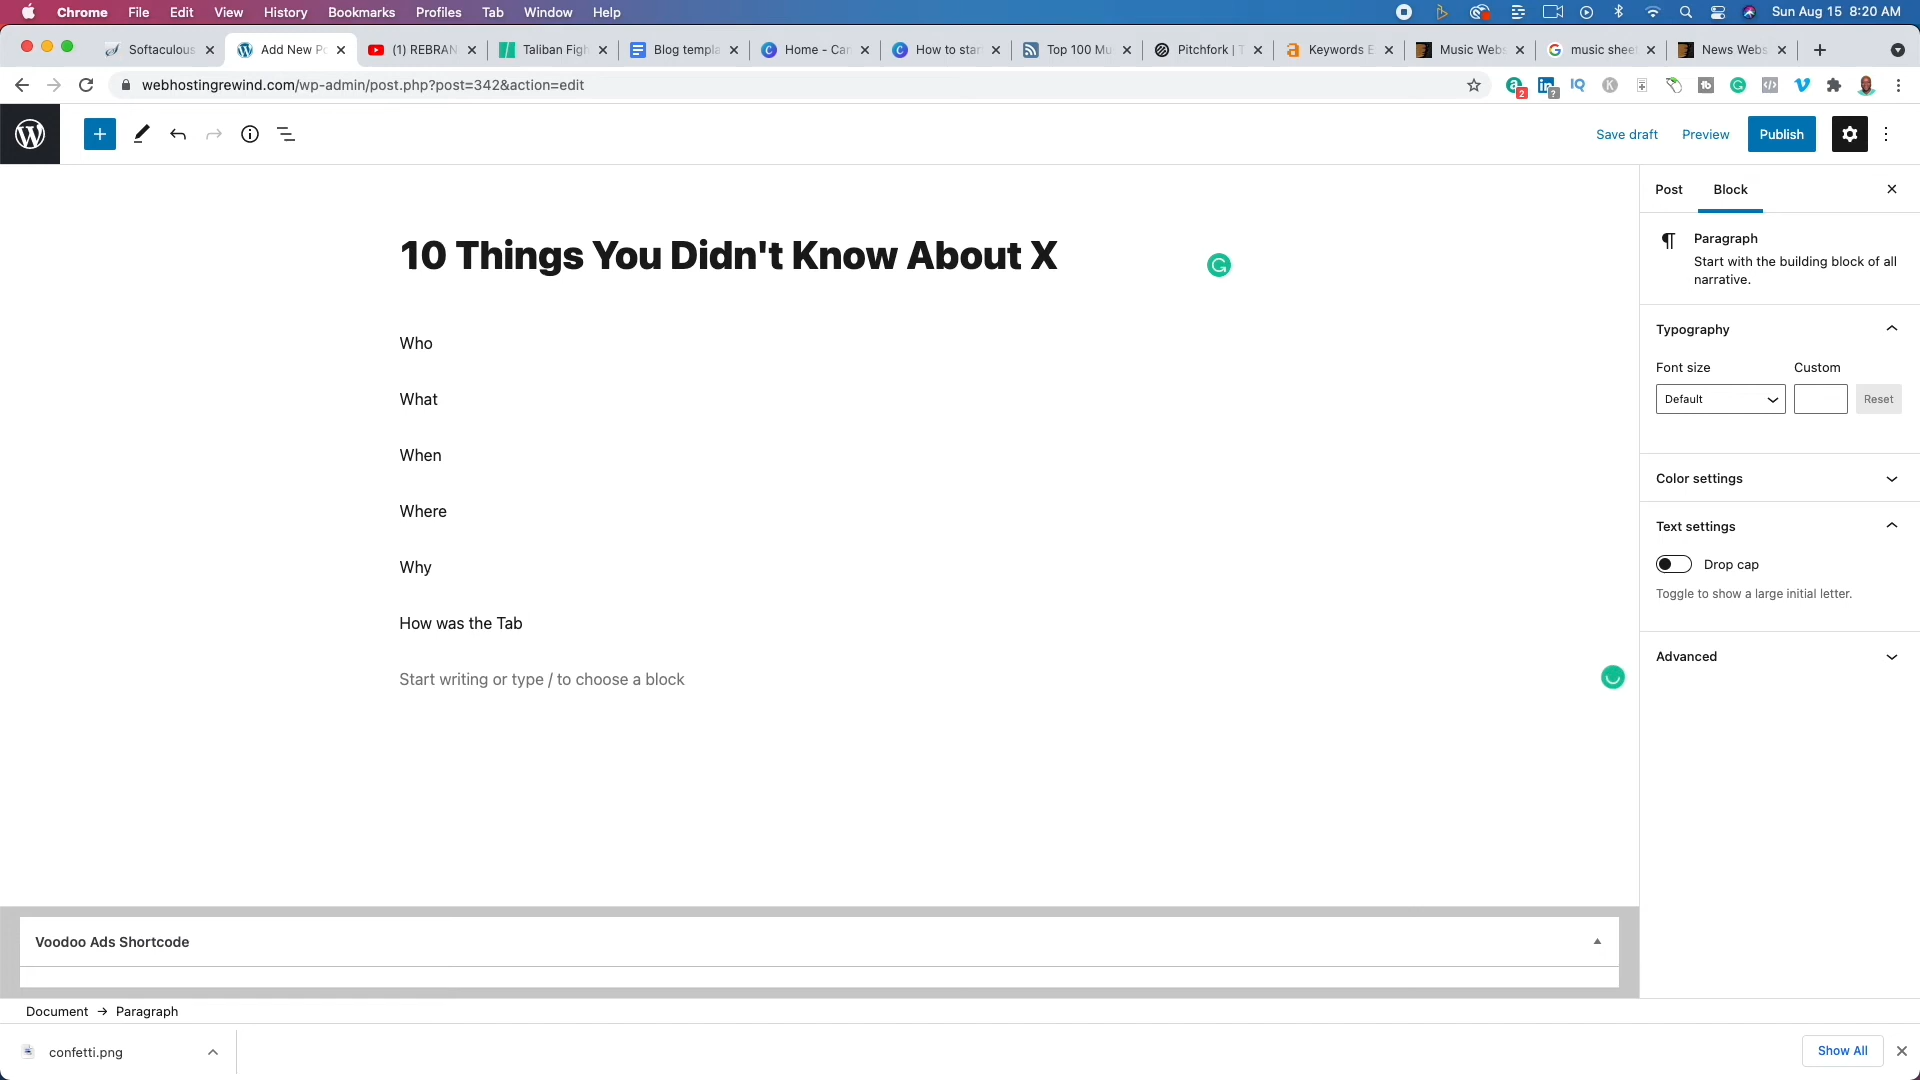 Chrome File Edit View History Bookmarks Profiles Tab Window Help Sun Aug 15 8:20 AM
Softaculous Add New Po (1) REBRAN Taliban Figh Blog templa Home - Can How to star Top 100 Mu Pitchfork | T Keywords E Music Webs music shee News Webs
webhostingrewind.com/wp-admin/post.php?post=342&action=edit
Save draft Preview Publish
Post Block
10 Things You Didn't Know About X
Who
What
When
Where
Why
How was the Tab
Start writing or type / to choose a block
Paragraph
Start with the building block of all
narrative.
Typography
Font size Custom
Default Reset
Color settings
Text settings
Drop cap
Toggle to show a large initial letter.
Advanced
Voodoo Ads Shortcode
Document → Paragraph
confetti.png Show All